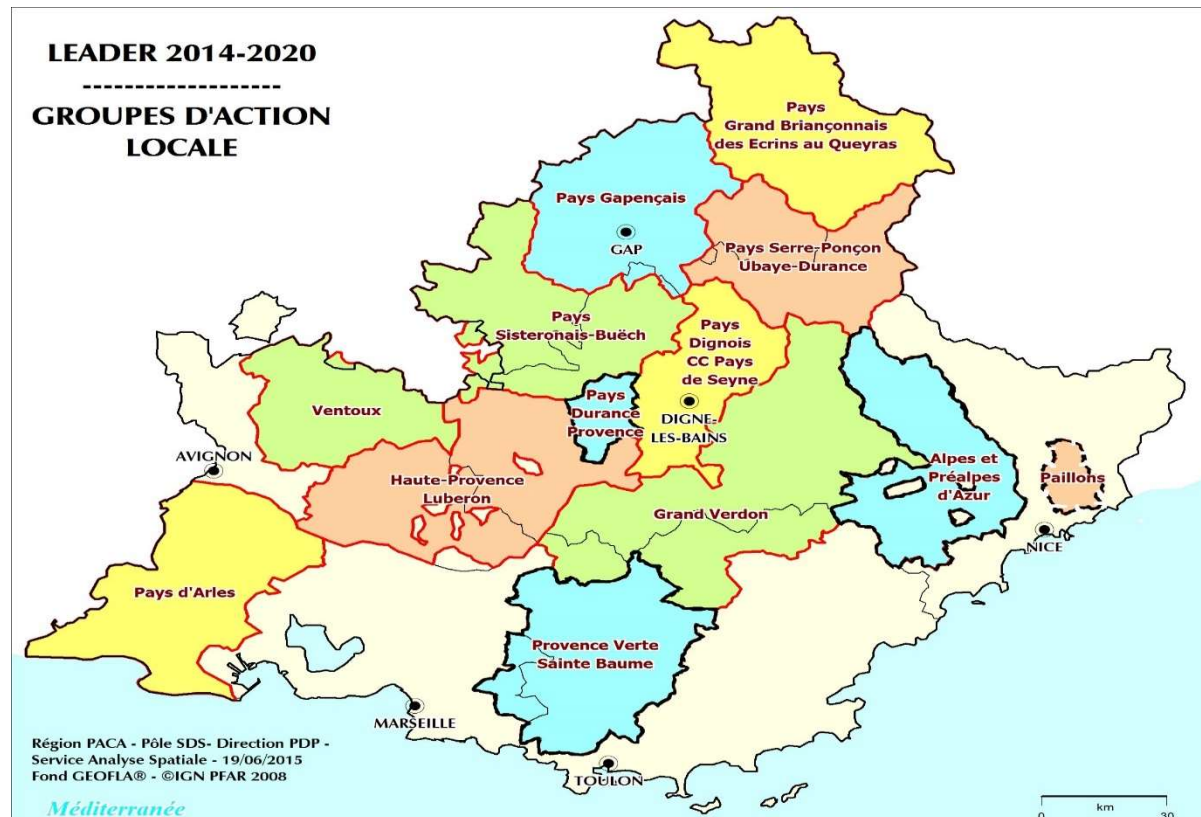 LEADER 2014-2020
-------------------
GROUPES D'ACTION
LOCALE
Pays
Grand Briançonnais
des Ecrins au Queyras
Pays Gapençais
GAP
Pays Serre-Ponçon
Ubaye-Durance
Pays
Sisteronais-Buëch
Pays
Dignois
CC Pays
de Seyne
DIGNE-
LES-BAINS
Pays
Durance
Provence
Ventoux
AVIGNON
Haute-Provence
Luberon
Alpes et
Préalpes
d'Azur
Paillons
NICE
Grand Verdon
Pays d'Arles
Provence Verte
Sainte Baume
MARSEILLE
TOULON
Région PACA - Pôle SDS- Direction PDP -
Service Analyse Spatiale - 19/06/2015
Fond GEOFLA® - ©IGN PFAR 2008
Méditerranée
km
0 30